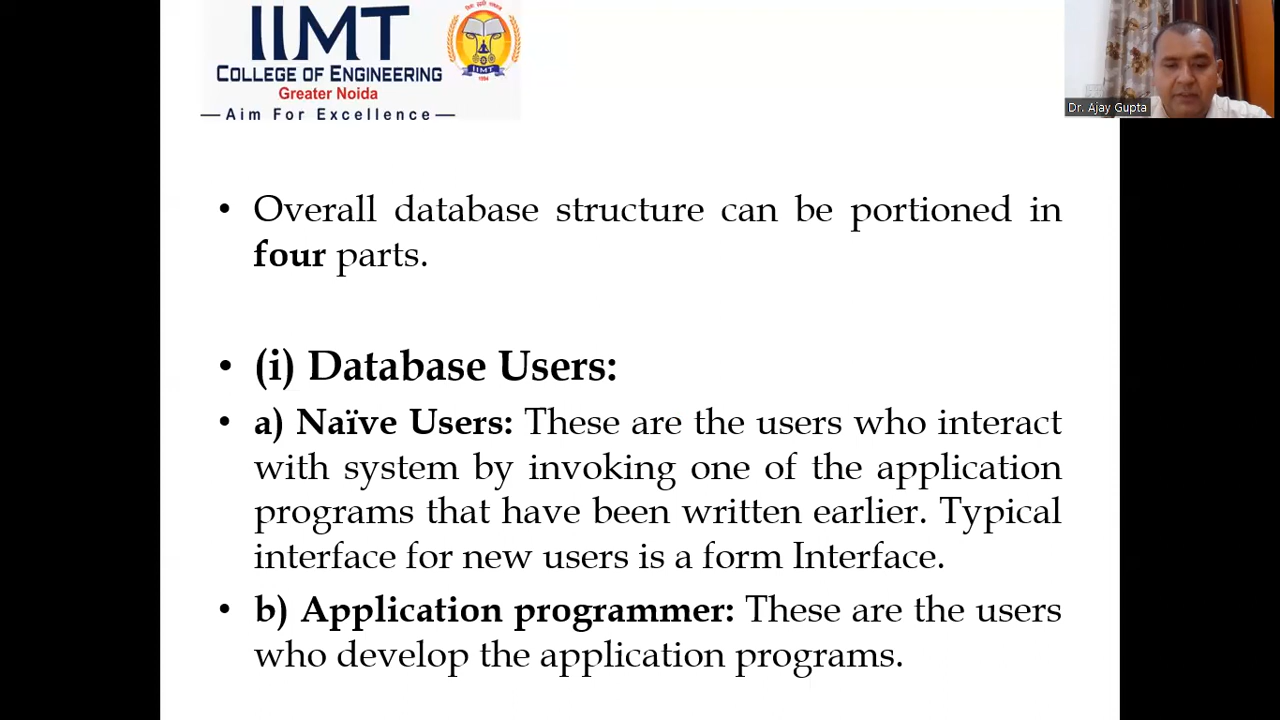 IIMT
COLLEGE OF ENGINEERING
Greater Noida
—Aim For Excellence—
IIMT
Dr. Ajay Gupta
• Overall database structure can be portioned in
four parts.
• (i) Database Users:
• a) Naïve Users: These are the users who interact
with system by invoking one of the application
programs that have been written earlier. Typical
interface for new users is a form Interface.
• b) Application programmer: These are the users
who develop the application programs.